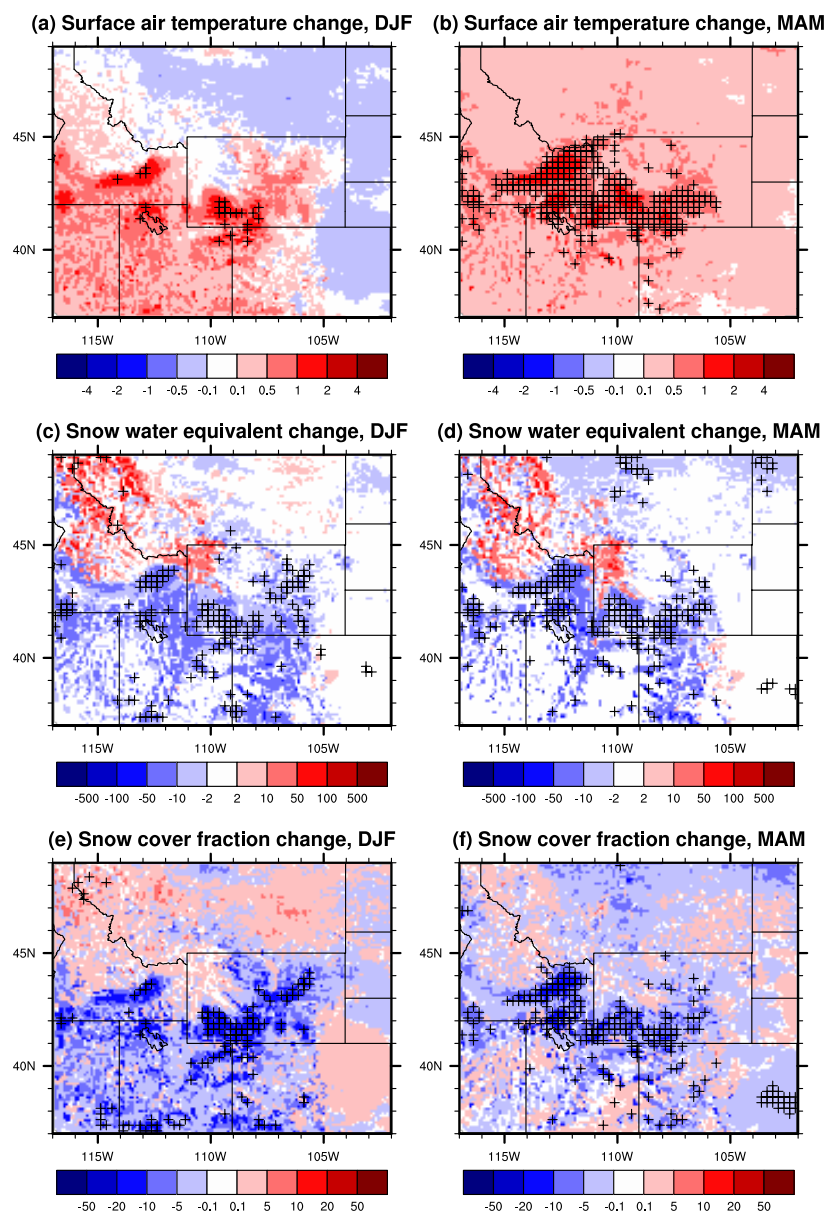 (a) Surface air temperature change, DJF
(b) Surface air temperature change, MAM
45N
40N
115W 110W 105W
-4 -2 -1 -0.5 -0.1 0.1 0.5 1 2 4
45N
40N
115W 110W 105W
-4 -2 -1 -0.5 -0.1 0.1 0.5 1 2 4
(c) Snow water equivalent change, DJF
(d) Snow water equivalent change, MAM
45N
40N
115W 110W 105W
-500 -100 -50 -10 -2 2 10 50 100 500
45N
40N
115W 110W 105W
-500 -100 -50 -10 -2 2 10 50 100 500
(e) Snow cover fraction change, DJF
(f) Snow cover fraction change, MAM
45N
40N
115W 110W 105W
-50 -20 -10 -5 -0.1 0.1 5 10 20 50
45N
40N
115W 110W 105W
-50 -20 -10 -5 -0.1 0.1 5 10 20 50